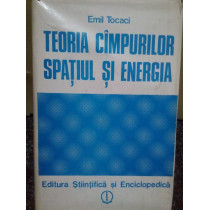 Emil Tocaci
TEORIA CÎMPURILOR
SPAȚIUL ȘI ENERGIA
Editura Științifică și Enciclopedică